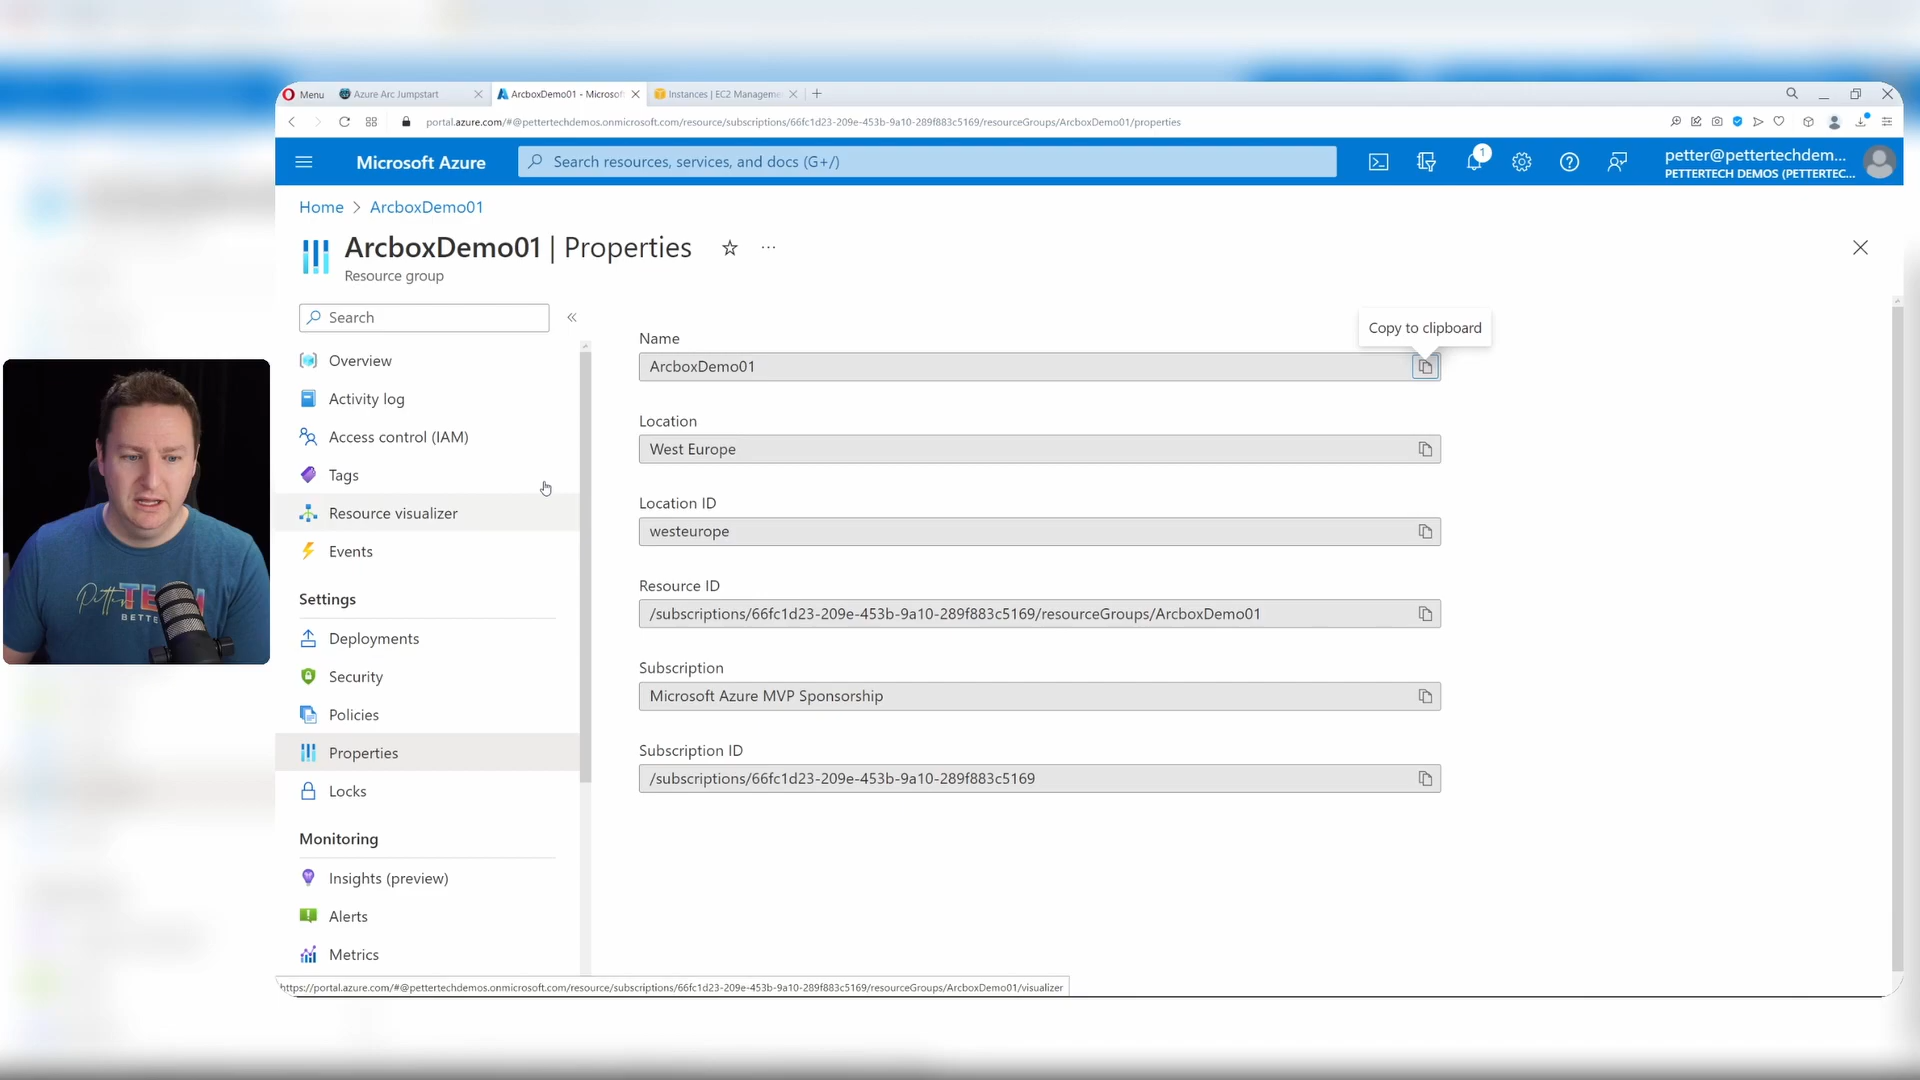 Menu
Azure Arc Jumpstart
ArcboxDemo01 - Microsof
Instances | EC2 Manageme
portal.azure.com/#@pettertechdemos.onmicrosoft.com/resource/subscriptions/66fc1d23-209e-453b-9a10-289f883c5169/resourceGroups/ArcboxDemo01/properties
Microsoft Azure
Search resources, services, and docs (G+/)
1
petter@pettertechdem...
PETTERTECH DEMOS (PETTERTEC...
Home > ArcboxDemo01
ArcboxDemo01 | Properties
Resource group
Search
Overview
Activity log
Access control (IAM)
Tags
Resource visualizer
Events
Settings
Deployments
Security
Policies
Properties
Locks
Monitoring
Insights (preview)
Alerts
Metrics
Copy to clipboard
Name
ArcboxDemo01
Location
West Europe
Location ID
westeurope
Resource ID
/subscriptions/66fc1d23-209e-453b-9a10-289f883c5169/resourceGroups/ArcboxDemo01
Subscription
Microsoft Azure MVP Sponsorship
Subscription ID
/subscriptions/66fc1d23-209e-453b-9a10-289f883c5169
https://portal.azure.com/#@pettertechdemos.onmicrosoft.com/resource/subscriptions/66fc1d23-209e-453b-9a10-289f883c5169/resourceGroups/ArcboxDemo01/visualizer
Petter
TE
BETTE